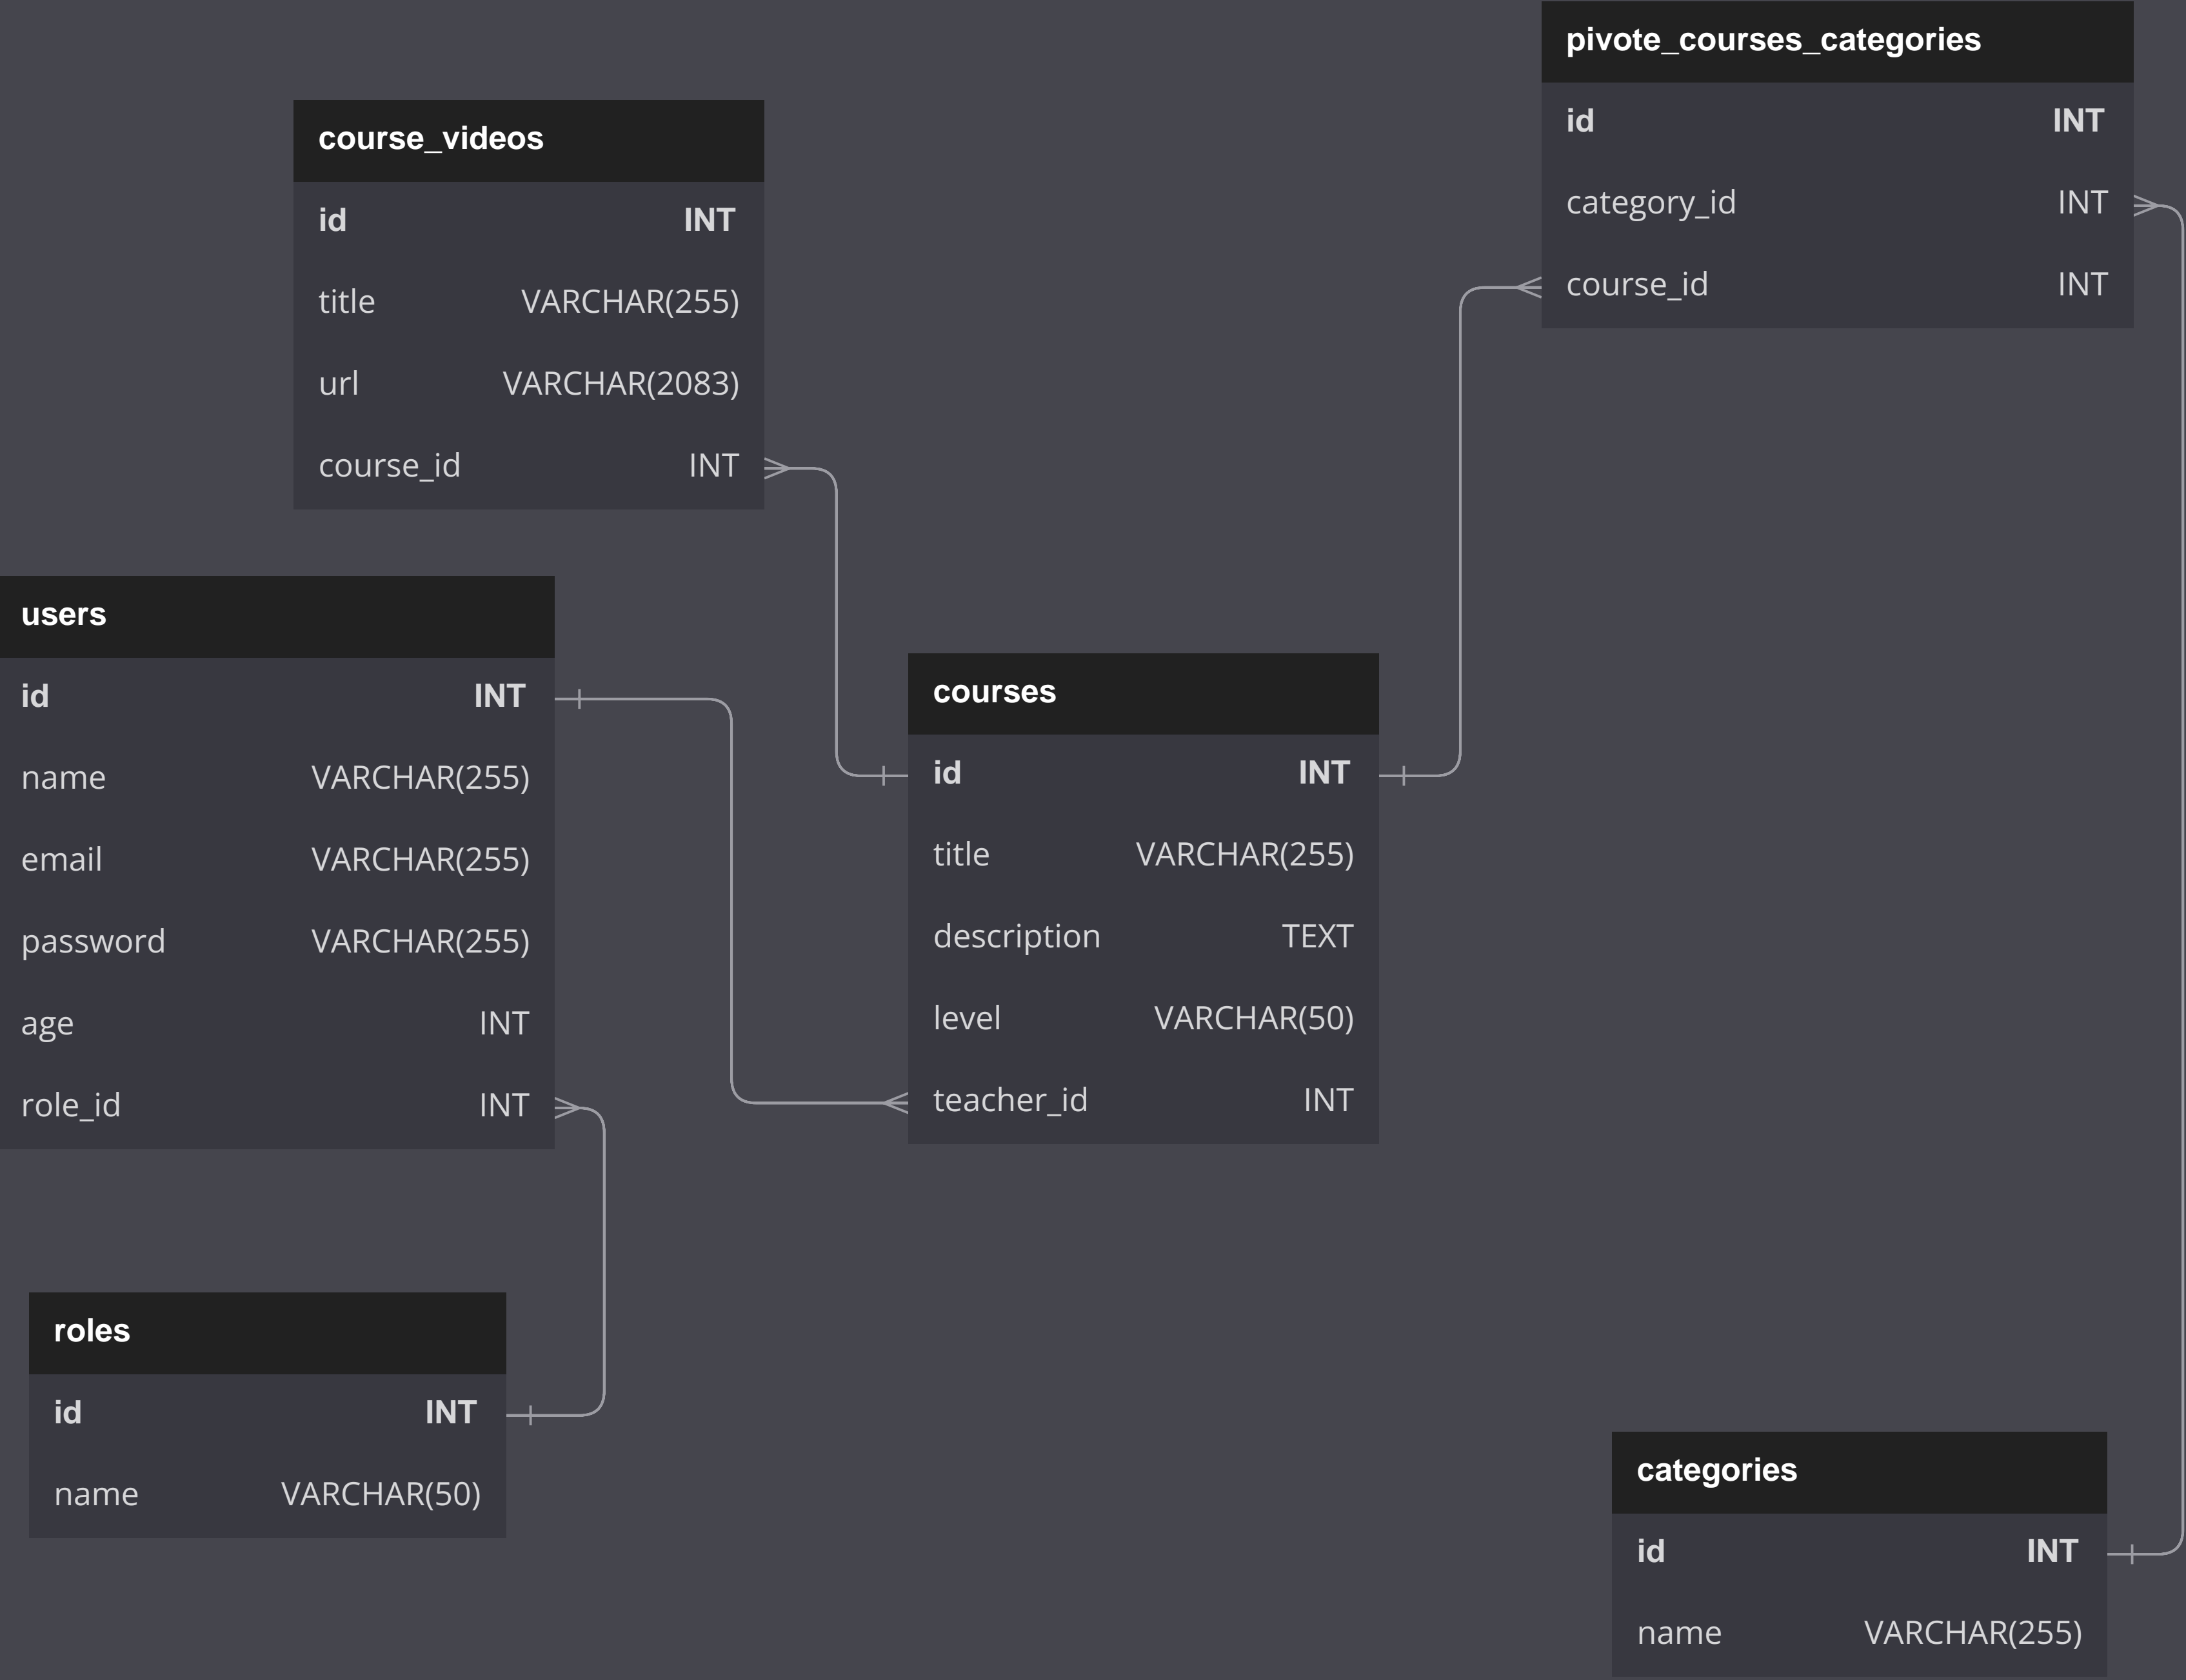 pivote_courses_categories
id INT
category_id INT
course_id INT
course_videos
id INT
title VARCHAR(255)
url VARCHAR(2083)
course_id INT
users
id INT
name VARCHAR(255)
email VARCHAR(255)
password VARCHAR(255)
age INT
role_id INT
courses
id INT
title VARCHAR(255)
description TEXT
level VARCHAR(50)
teacher_id INT
roles
id INT
name VARCHAR(50)
categories
id INT
name VARCHAR(255)